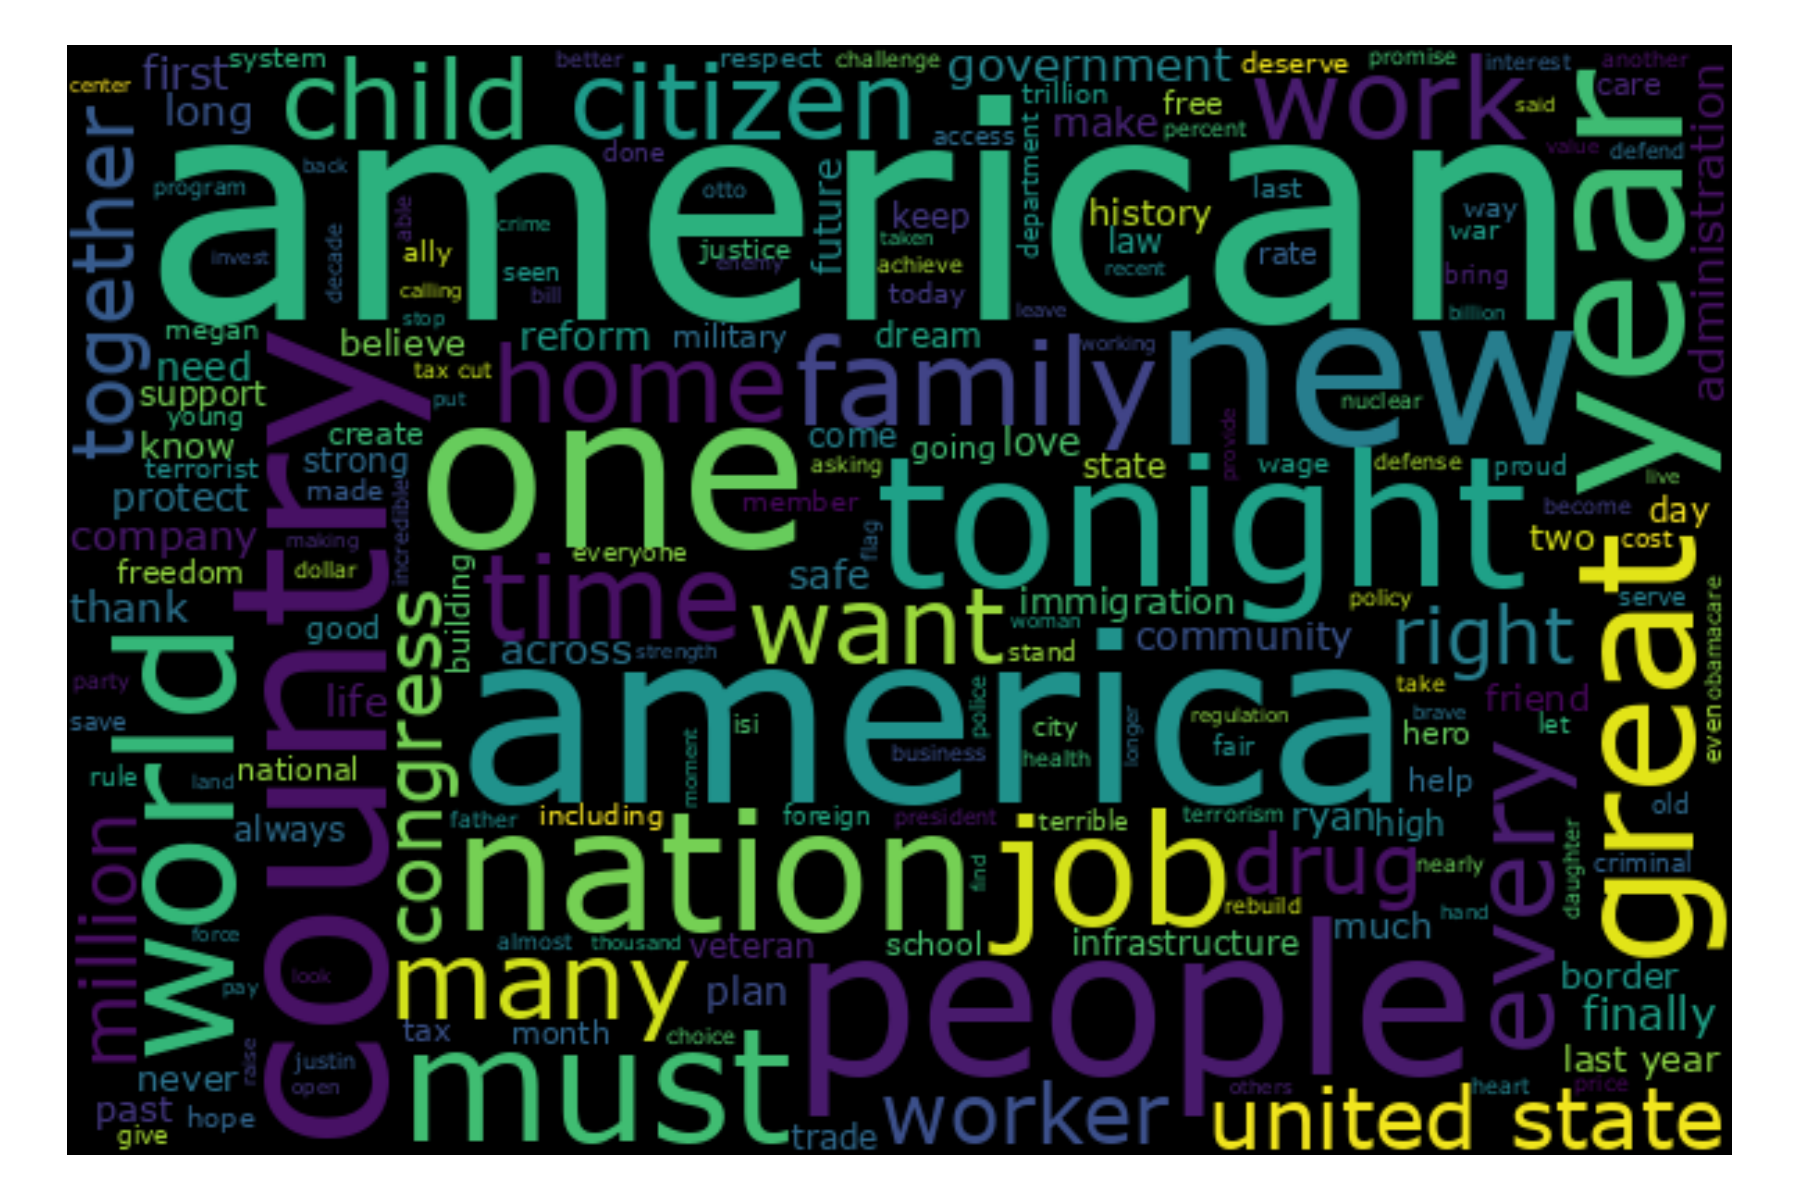 center
first
system
child
better
citizen
respect
challenge
government
deserve
promise
interest
another
long
trillion
free
work
said
care
access
make
percent
together
american
year
administration
back
done
value
defend
program
otto
future
department
last
way
able
keep
history
crime
justice
taken
law
war
invest
decade
ally
seen
enemy
achieve
recent
rate
bring
calling
bill
today
stop
leave
billion
megan
believe
reform
military
dream
working
new
need
country
tax cut
home
family
support
put
nuclear
young
one
provide
know
create
come
going
love
terrorist
strong
asking
state
wage
defense
proud
live
protect
made
incredible
member
tonight
become
day
company
making
everyone
flag
two
cost
great
freedom
dollar
time
safe
thank
congress
building
want
immigration
policy
serve
obamacare
good
woman
world
across
strength
stand
community
right
party
life
america
police
take
friend
even
save
isi
city
regulation
brave
hero
let
business
longer
fair
rule
land
national
moment
health
help
every
million
always
father
including
foreign
president
terrible
terrorism
ryan
high
old
nation
job
drug
daughter
find
nearly
criminal
rebuild
force
almost
thousand
veteran
school
infrastructure
much
hand
look
many
people
pay
plan
border
finally
tax
month
choice
raise
justin
must
last year
never
open
others
heart
price
past
hope
worker
united state
give
trade